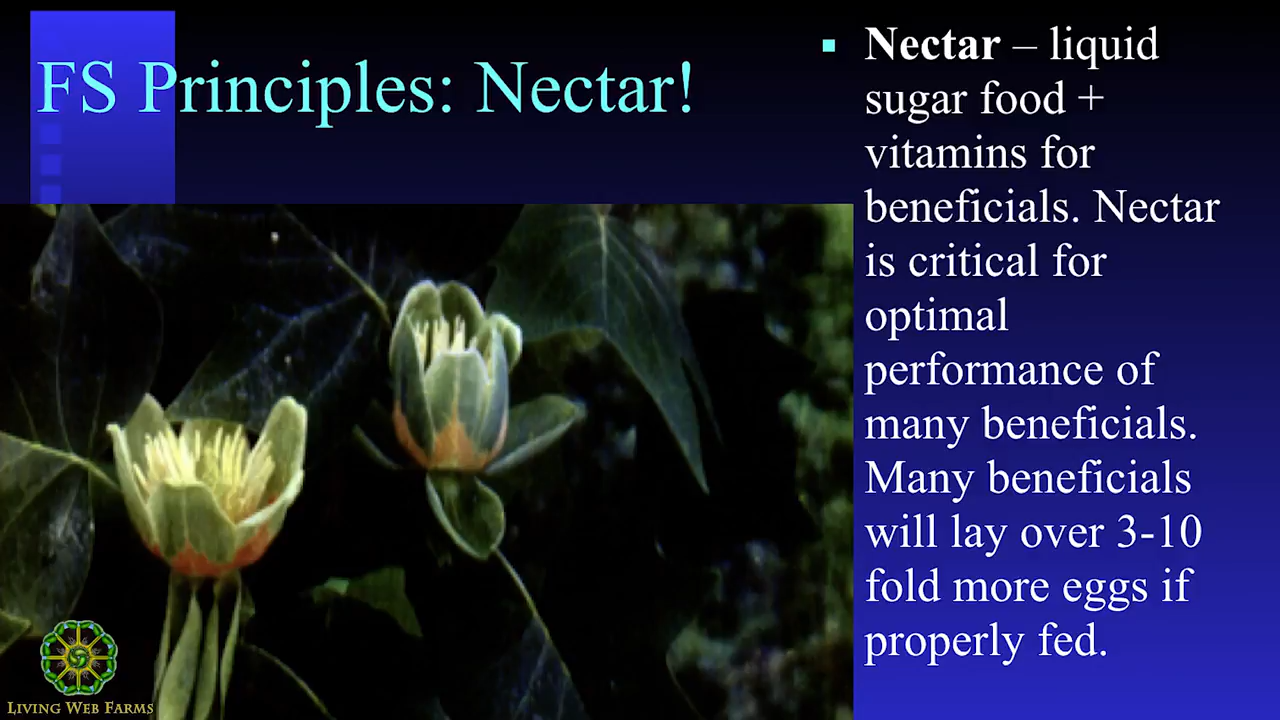 FS Principles: Nectar!
Nectar – liquid
sugar food +
vitamins for
beneficials. Nectar
is critical for
optimal
performance of
many beneficials.
Many beneficials
will lay over 3-10
fold more eggs if
properly fed.
LIVING WEB FARMS